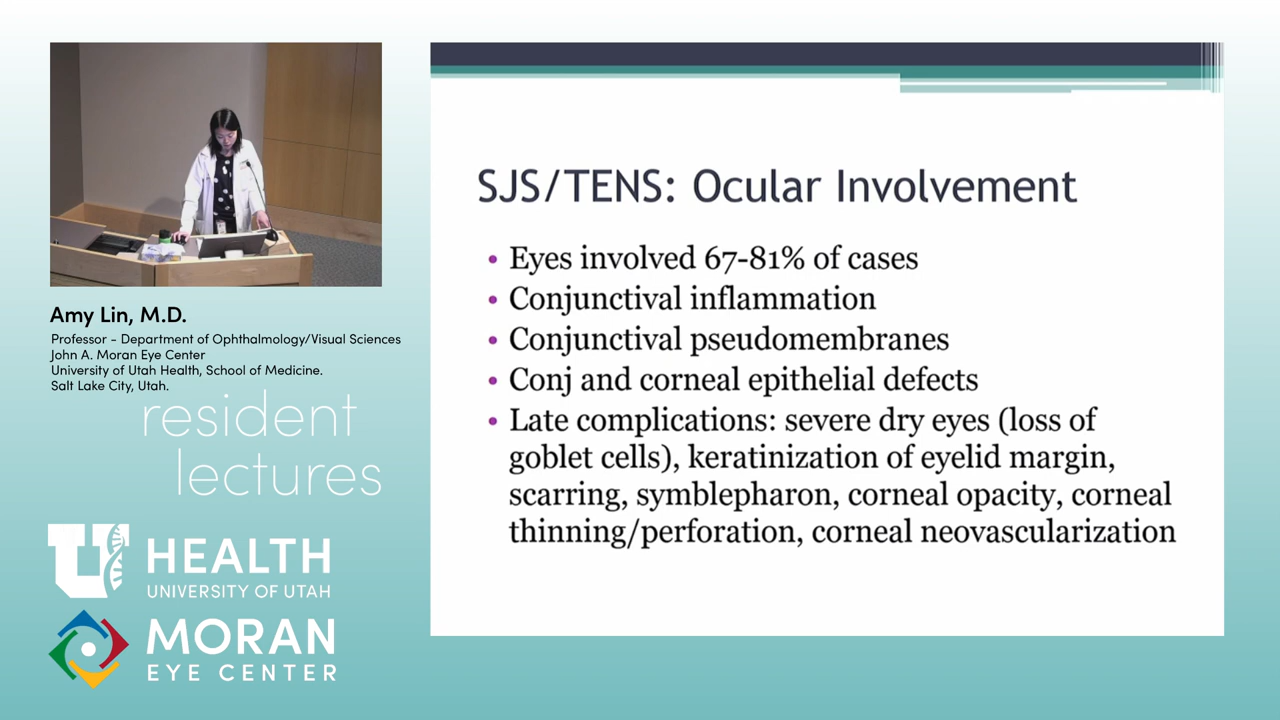 Amy Lin, M.D.
Professor - Department of Ophthalmology/Visual Sciences
John A. Moran Eye Center
University of Utah Health, School of Medicine.
Salt Lake City, Utah.
resident
lectures
U HEALTH
UNIVERSITY OF UTAH
MORAN
EYE CENTER
SJS/TENS: Ocular Involvement
• Eyes involved 67-81% of cases
• Conjunctival inflammation
• Conjunctival pseudomembranes
• Conj and corneal epithelial defects
• Late complications: severe dry eyes (loss of
goblet cells), keratinization of eyelid margin,
scarring, symblepharon, corneal opacity, corneal
thinning/perforation, corneal neovascularization